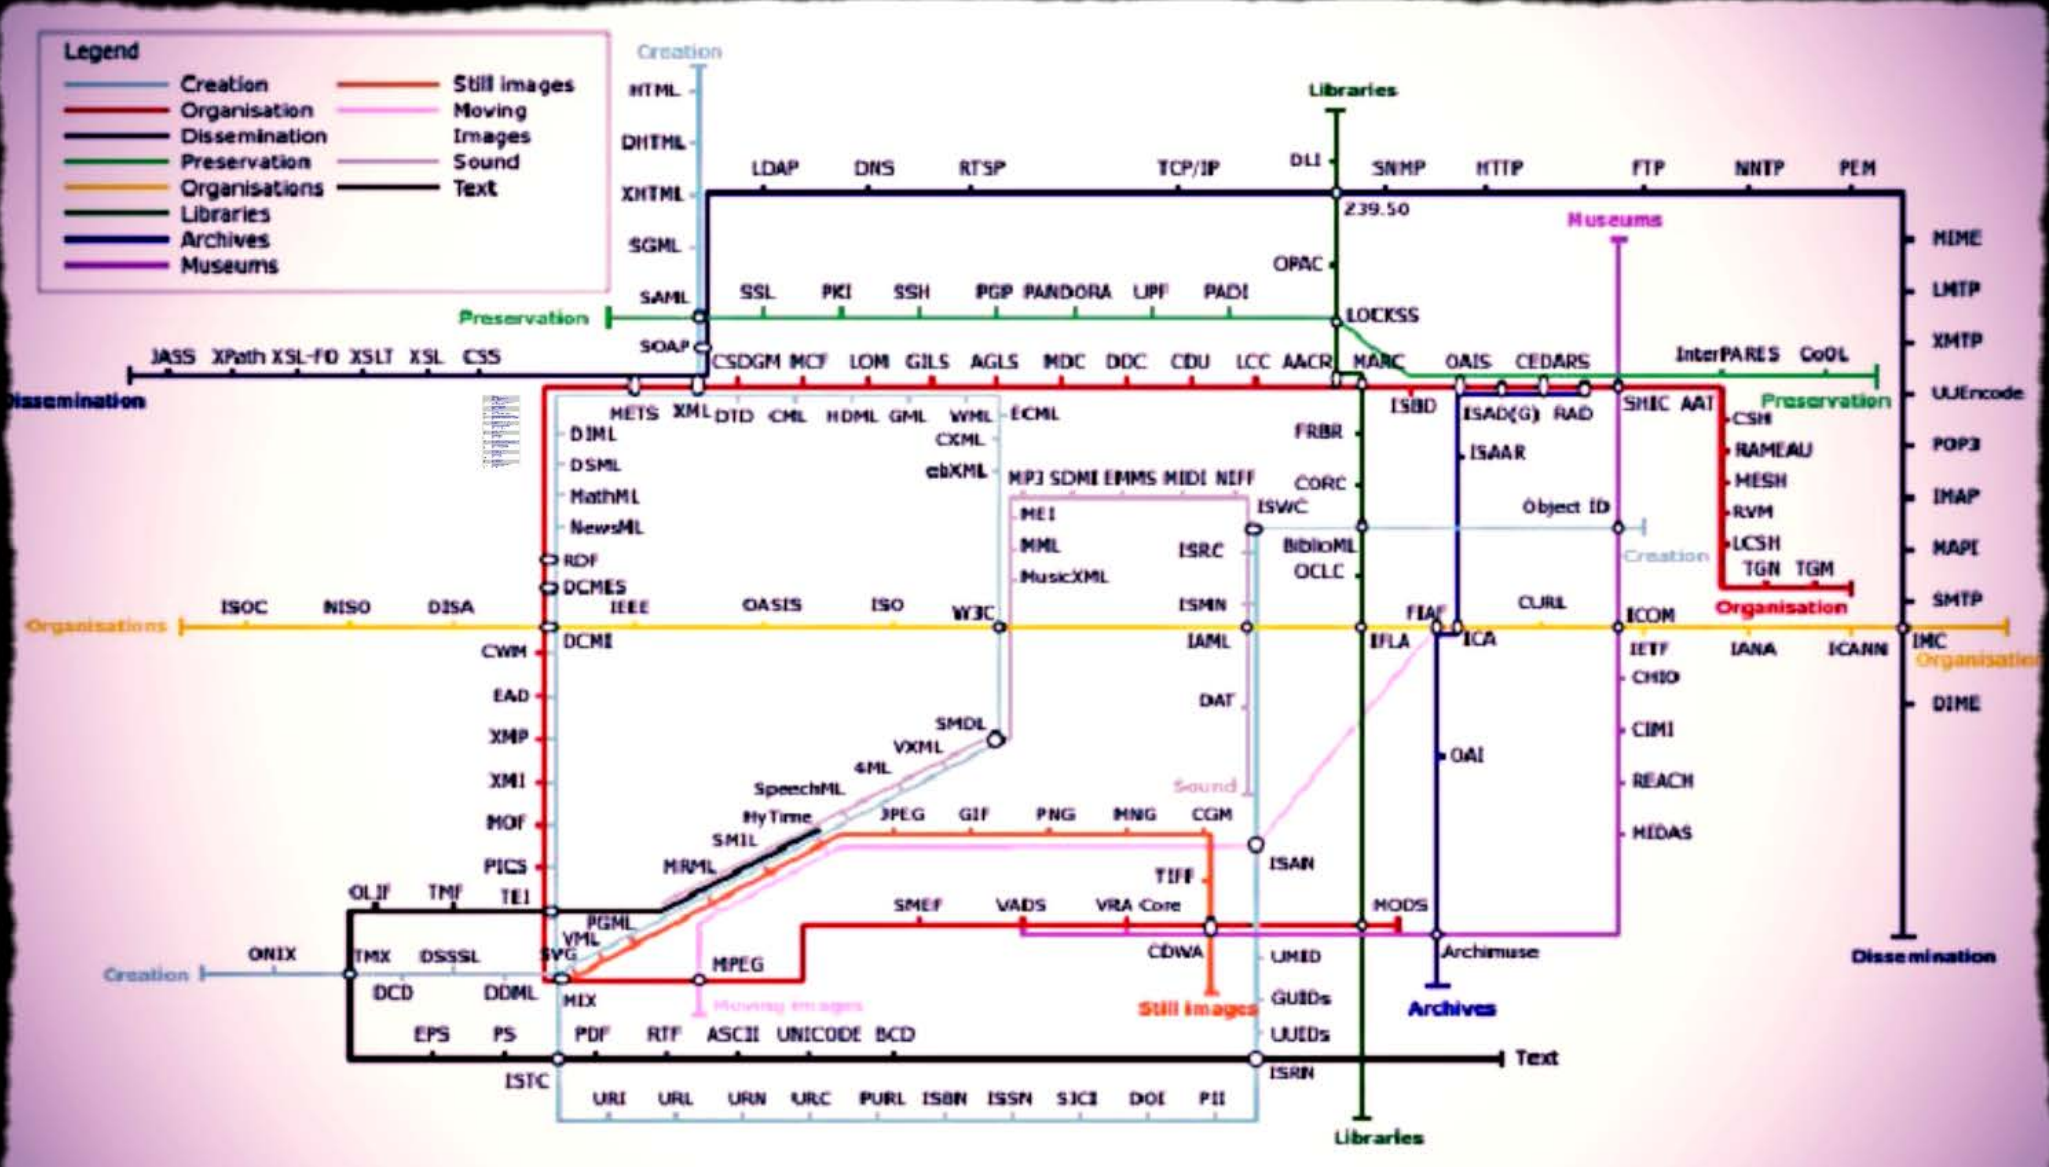 Legend
Creation
Organisation
Dissemination
Preservation
Organisations
Libraries
Archives
Museums
Still images
Moving
Images
Sound
Text
Creation
HTML
DHTML
XHTML
SGML
SAML
SOAP
Libraries
DLI
LDAP DNS RTSP TCP/IP SNMP HTTP FTP NNTP PEM
Z39.50
Museums
OPAC
MIME
LMTP
XMTP
UUEncode
POP3
IMAP
MAPI
SMTP
IMC
DIME
Dissemination
Preservation
SSL PKI SSH PGP PANDORA UPF PADI
LOCKSS
JASS XPath XSL-FO XSLT XSL CSS
CSDGM MCF LOM GILS AGLS MDC DDC CDU LCC AACR MARC OAIS CEDARS
InterPARES CoOL
Preservation
METS XML DTD CML HDML GML WML ECML
ISBD ISAD(G) RAD SMIC AAT
CSH
RAMEAU
MESH
RVM
LCSH
TGN TGM
Organisation
DIML
DSML
MathML
NewsML
RDF
DCMES
CXML
ebXML
MP3 SDMI EMMS MIDI NIFF
MEI
MML
MusicXML
ISWC
ISRC
ISMN
IAML
DAT
Sound
FRBR
CORC
BiblioML
OCLC
ISAAR
Object ID
Creation
Organisations
ISOC NISO DISA IEEE OASIS ISO W3C
DCMI
IFLA
FIAF
ICA
CURL
ICOM
IETF IANA ICANN
CWM
EAD
XMP
XMI
MOF
PICS
TEI
SMDL
VXML
4ML
SpeechML
HyTime
SMIL
MRML
PGML
VML
SVG
JPEG GIF PNG MNG CGM
TIFF
ISAN
OAI
CHIO
CIMI
REACH
MIDAS
OLIF TMF
SMEF VADS VRA Core MODS
CDWA
Archimuse
Creation
ONIX TMX DSSSL
DCD DDML
MIX
MPEG
Moving images
Still images
Archives
UMID
GUIDs
UUIDs
ISRN
EPS PS PDF RTF ASCII UNICODE BCD
Text
ISTC
URI URL URN URC PURL ISBN ISSN SICI DOI PII
Libraries